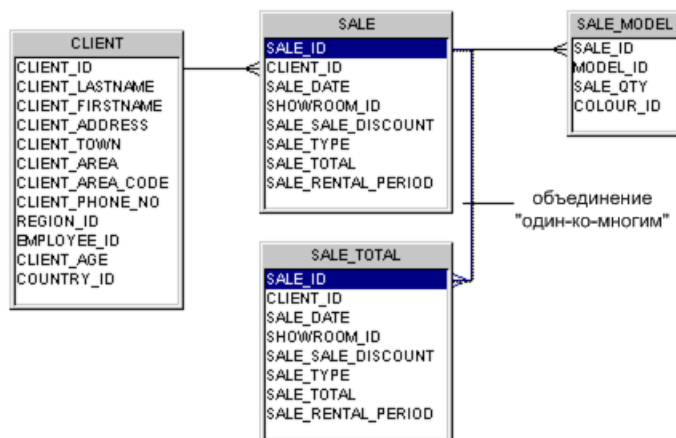 CLIENT
CLIENT_ID
CLIENT_LASTNAME
CLIENT_FIRSTNAME
CLIENT_ADDRESS
CLIENT_TOWN
CLIENT_AREA
CLIENT_AREA_CODE
CLIENT_PHONE_NO
REGION_ID
EMPLOYEE_ID
CLIENT_AGE
COUNTRY_ID
SALE
SALE_ID
CLIENT_ID
SALE_DATE
SHOWROOM_ID
SALE_SALE_DISCOUNT
SALE_TYPE
SALE_TOTAL
SALE_RENTAL_PERIOD
SALE_MODEL
SALE_ID
MODEL_ID
SALE_QTY
COLOUR_ID
объединение
"один-ко-многим"
SALE_TOTAL
SALE_ID
CLIENT_ID
SALE_DATE
SHOWROOM_ID
SALE_SALE_DISCOUNT
SALE_TYPE
SALE_TOTAL
SALE_RENTAL_PERIOD